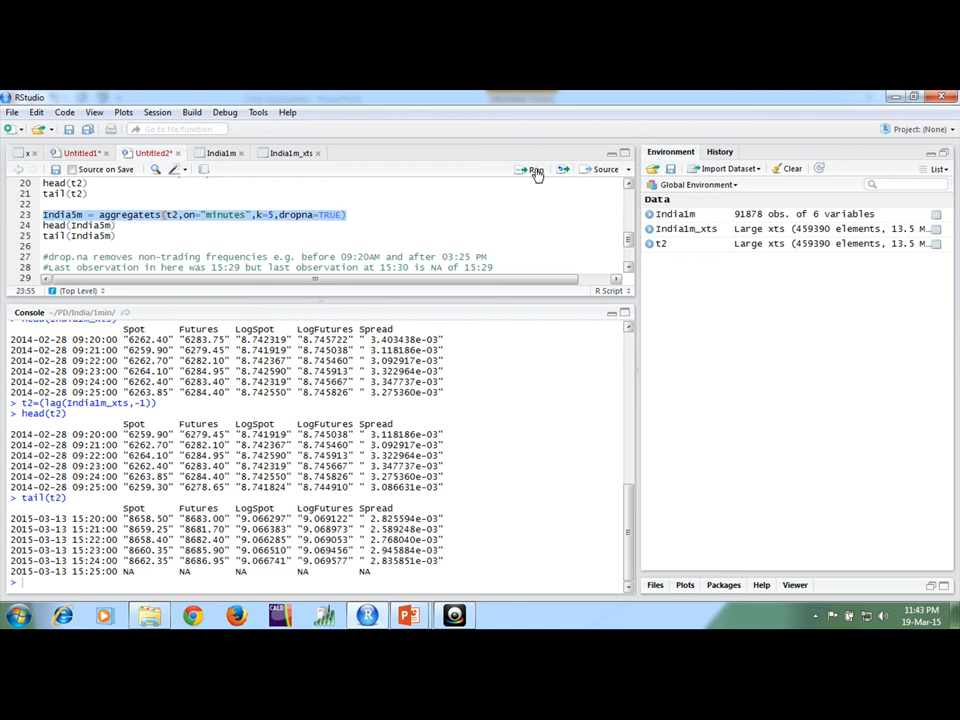 RStudio
File Edit Code View Plots Session Build Debug Tools Help
Go to file/function Project: (None)
x Untitled1* Untitled2* India1m India1m_xts
Source on Save Run Source
20 head(t2)
21 tail(t2)
22
23 India5m = aggregatets(t2,on="minutes",k=5,dropna=TRUE)
24 head(India5m)
25 tail(India5m)
26
27 #drop.na removes non-trading frequencies e.g. before 09:20AM and after 03:25 PM
28 #Last observation in here was 15:29 but last observation at 15:30 is NA of 15:29
29
23:55 (Top Level) R Script
Console ~/PD/India/1min/
> head(India1m_xts)
Spot Futures LogSpot LogFutures Spread
2014-02-28 09:20:00 "6262.40" "6283.75" "8.742319" "8.745722" " 3.403438e-03"
2014-02-28 09:21:00 "6259.90" "6279.45" "8.741919" "8.745038" " 3.118186e-03"
2014-02-28 09:22:00 "6262.70" "6282.10" "8.742367" "8.745460" " 3.092917e-03"
2014-02-28 09:23:00 "6264.10" "6284.95" "8.742590" "8.745913" " 3.322964e-03"
2014-02-28 09:24:00 "6262.40" "6283.40" "8.742319" "8.745667" " 3.347737e-03"
2014-02-28 09:25:00 "6263.85" "6284.40" "8.742550" "8.745826" " 3.275360e-03"
> t2=(lag(India1m_xts,-1))
> head(t2)
Spot Futures LogSpot LogFutures Spread
2014-02-28 09:20:00 "6259.90" "6279.45" "8.741919" "8.745038" " 3.118186e-03"
2014-02-28 09:21:00 "6262.70" "6282.10" "8.742367" "8.745460" " 3.092917e-03"
2014-02-28 09:22:00 "6264.10" "6284.95" "8.742590" "8.745913" " 3.322964e-03"
2014-02-28 09:23:00 "6262.40" "6283.40" "8.742319" "8.745667" " 3.347737e-03"
2014-02-28 09:24:00 "6263.85" "6284.40" "8.742550" "8.745826" " 3.275360e-03"
2014-02-28 09:25:00 "6259.30" "6278.65" "8.741824" "8.744910" " 3.086631e-03"
> tail(t2)
Spot Futures LogSpot LogFutures Spread
2015-03-13 15:20:00 "8658.50" "8683.00" "9.066297" "9.069122" " 2.825594e-03"
2015-03-13 15:21:00 "8659.25" "8681.70" "9.066383" "9.068973" " 2.589248e-03"
2015-03-13 15:22:00 "8658.40" "8682.40" "9.066285" "9.069053" " 2.768040e-03"
2015-03-13 15:23:00 "8660.35" "8685.90" "9.066510" "9.069456" " 2.945884e-03"
2015-03-13 15:24:00 "8662.35" "8686.95" "9.066741" "9.069577" " 2.835851e-03"
2015-03-13 15:25:00 NA NA NA NA NA
>
Environment History
Import Dataset Clear List
Global Environment
Data
India1m 91878 obs. of 6 variables
India1m_xts Large xts (459390 elements, 13.5 M…
t2 Large xts (459390 elements, 13.5 M…
Files Plots Packages Help Viewer
CALD
11:43 PM
19-Mar-15